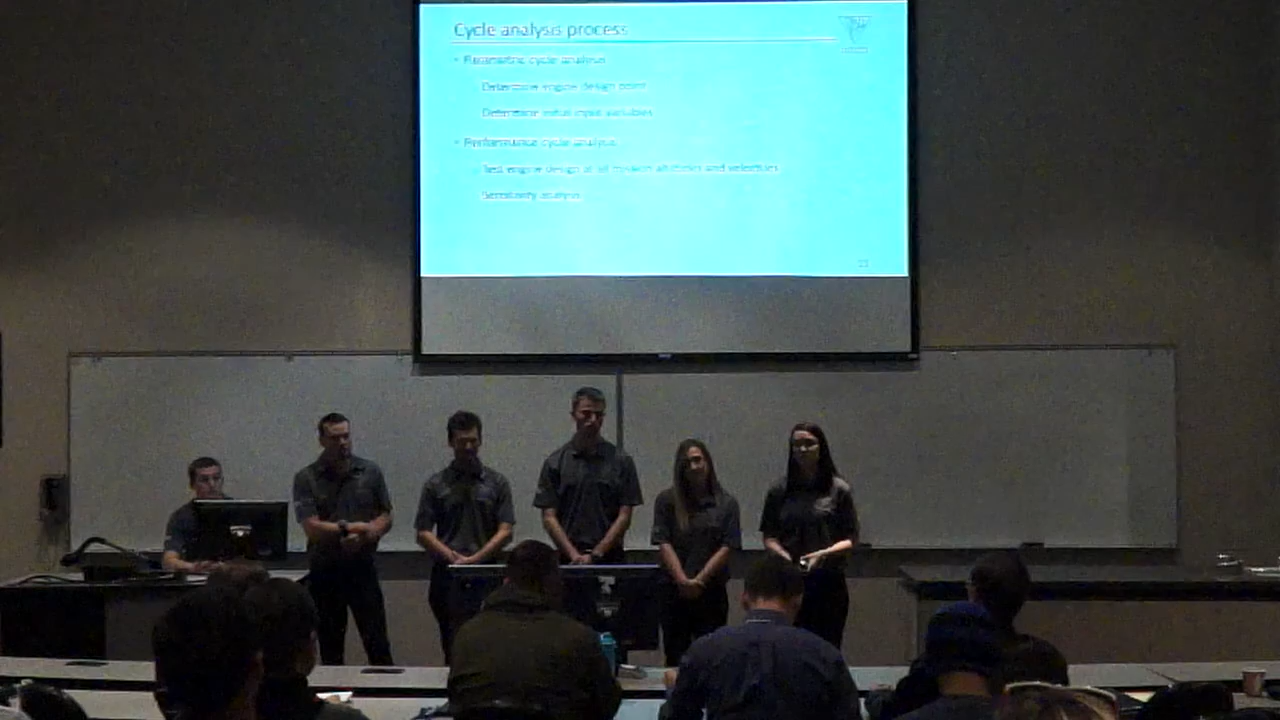 Cycle analysis process
Parametric cycle analysis
Determine engine design point
Determine initial input variables
Performance cycle analysis
Test engine design at all mission altitudes and velocities
Sensitivity analysis